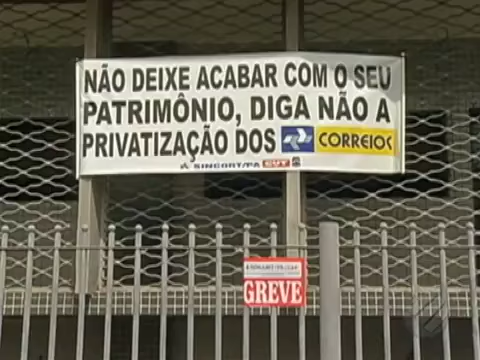 NÃO DEIXE ACABAR COM O SEU
PATRIMÔNIO, DIGA NÃO A
PRIVATIZAÇÃO DOS CORREIOS
SINCORT/PA CUT
GREVE